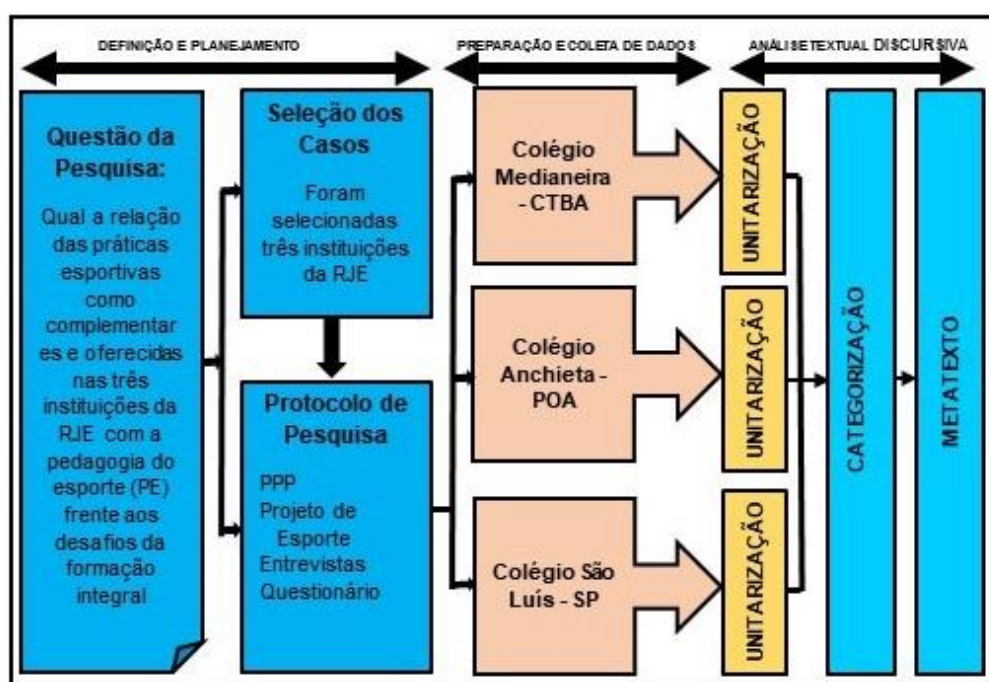 DEFINIÇÃO E PLANEJAMENTO
PREPARAÇÃO E COLETA DE DADOS
ANÁLISE TEXTUAL DISCURSIVA
Questão da
Pesquisa:
Qual a relação
das práticas
esportivas
como
complementar
es e oferecidas
nas três
instituições da
RJE com a
pedagogia do
esporte (PE)
frente aos
desafios da
formação
integral
Seleção dos
Casos
Foram
selecionadas
três instituições
da RJE
Protocolo de
Pesquisa
PPP
Projeto de
Esporte
Entrevistas
Questionário
Colégio
Medianeira
- CTBA
Colégio
Anchieta -
POA
Colégio São
Luís - SP
UNITARIZAÇÃO
UNITARIZAÇÃO
UNITARIZAÇÃO
CATEGORIZAÇÃO
METATEXTO